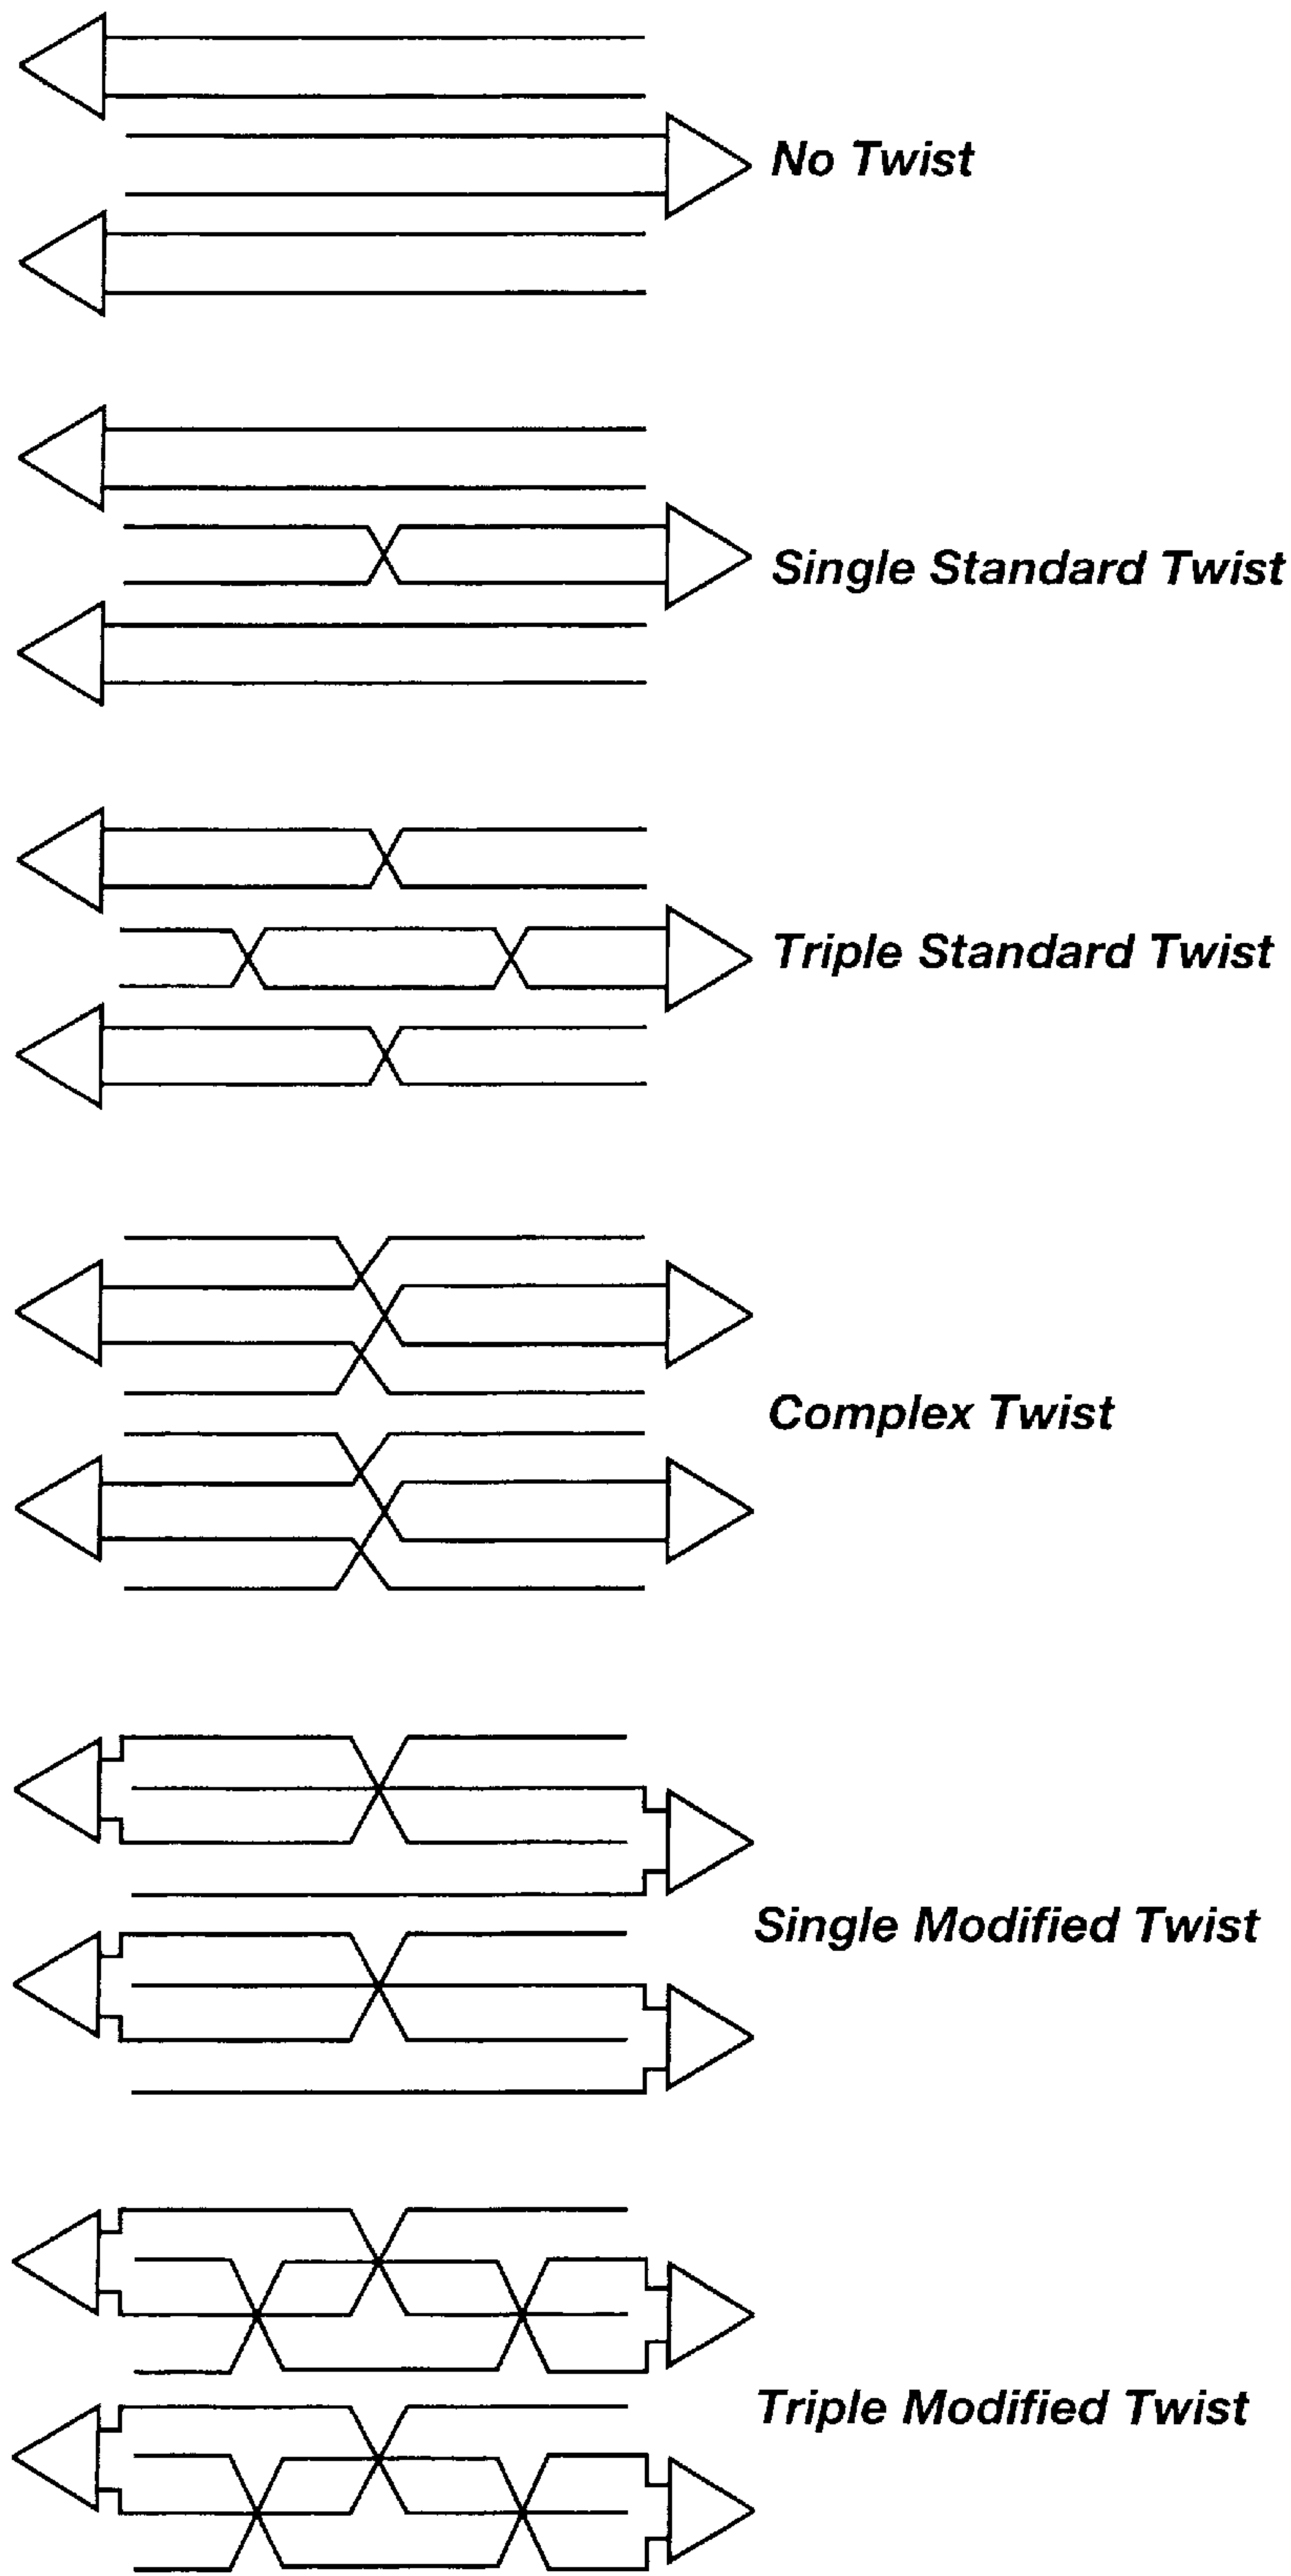 No Twist
Single Standard Twist
Triple Standard Twist
Complex Twist
Single Modified Twist
Triple Modified Twist